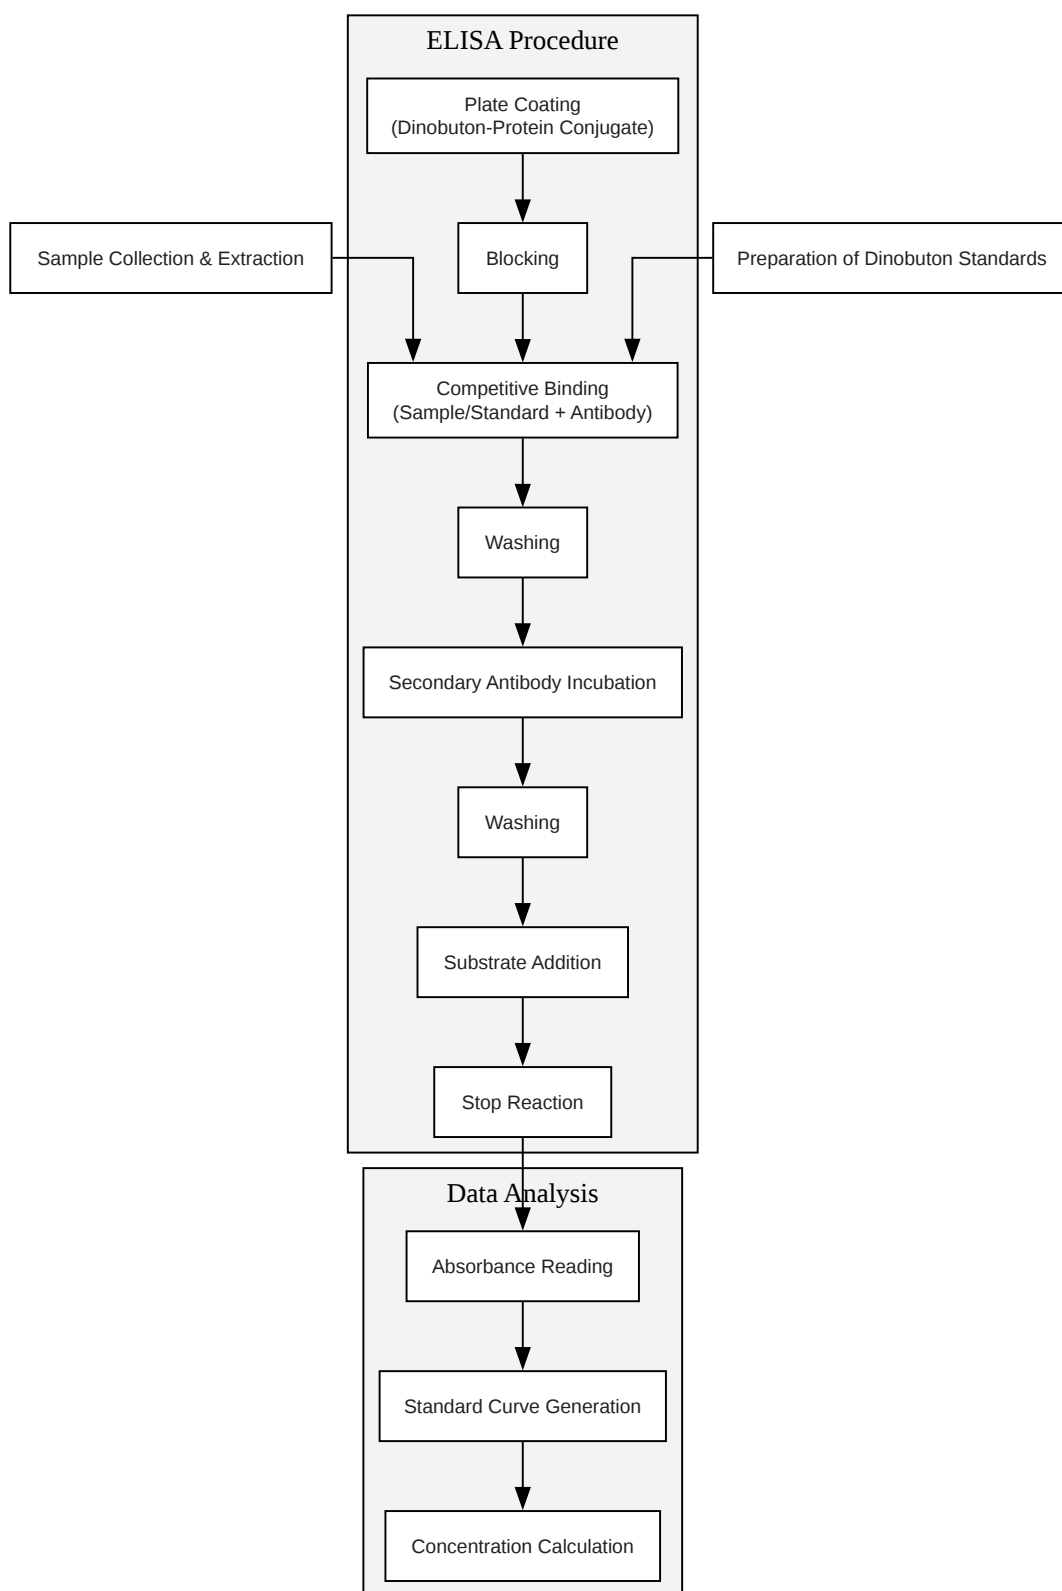 ELISA Procedure
Plate Coating
(Dinobuton-Protein Conjugate)
Sample Collection & Extraction
Blocking
Preparation of Dinobuton Standards
Competitive Binding
(Sample/Standard + Antibody)
Washing
Secondary Antibody Incubation
Washing
Substrate Addition
Stop Reaction
Data Analysis
Absorbance Reading
Standard Curve Generation
Concentration Calculation